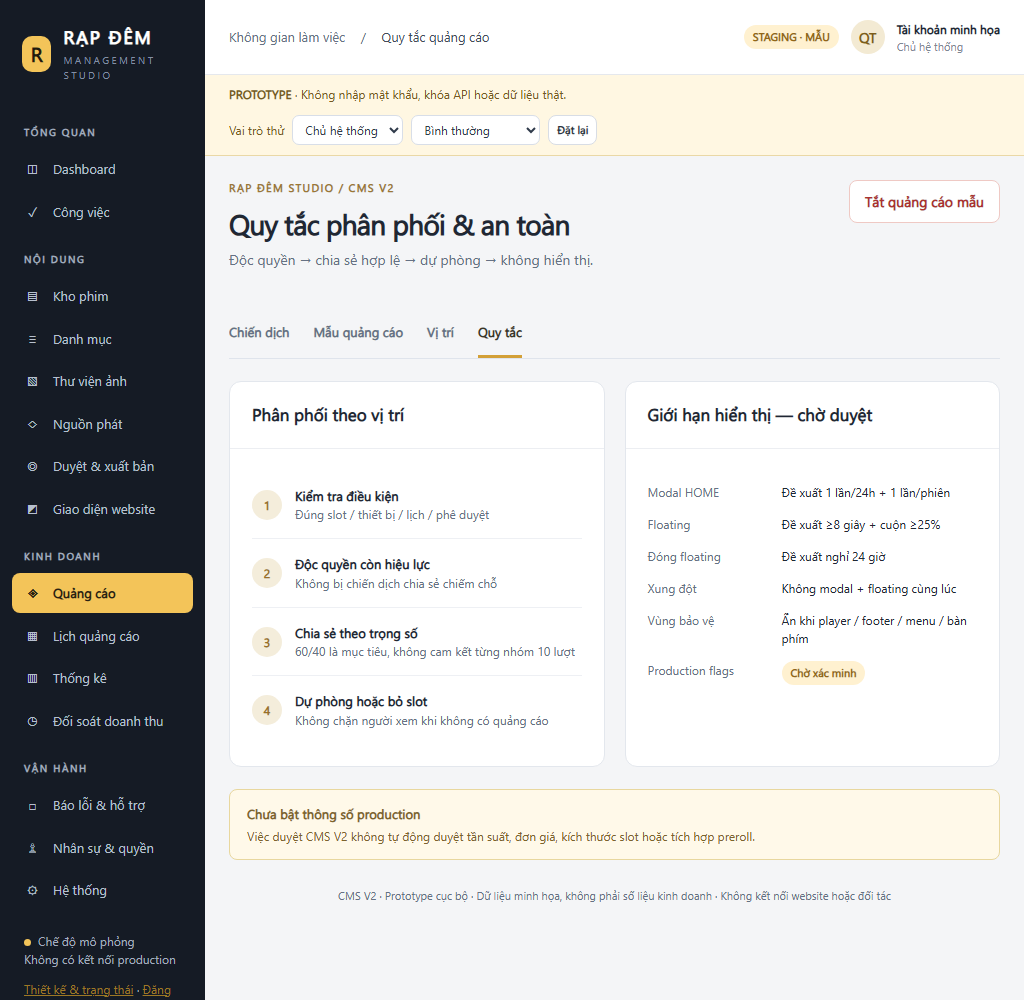 R
RẠP ĐÊM
MANAGEMENT
STUDIO
TỔNG QUAN
Dashboard
Công việc
NỘI DUNG
Kho phim
Danh mục
Thư viện ảnh
Nguồn phát
Duyệt & xuất bản
Giao diện website
KINH DOANH
Quảng cáo
Lịch quảng cáo
Thống kê
Đối soát doanh thu
VẬN HÀNH
Báo lỗi & hỗ trợ
Nhân sự & quyền
Hệ thống
Chế độ mô phỏng
Không có kết nối production
Thiết kế & trạng thái · Đăng
Không gian làm việc / Quy tắc quảng cáo
STAGING · MẪU
QT
Tài khoản minh họa
Chủ hệ thống
PROTOTYPE · Không nhập mật khẩu, khóa API hoặc dữ liệu thật.
Vai trò thử
Chủ hệ thống
Bình thường
Đặt lại
RẠP ĐÊM STUDIO / CMS V2
Quy tắc phân phối & an toàn
Độc quyền → chia sẻ hợp lệ → dự phòng → không hiển thị.
Tắt quảng cáo mẫu
Chiến dịch
Mẫu quảng cáo
Vị trí
Quy tắc
Phân phối theo vị trí
1
Kiểm tra điều kiện
Đúng slot / thiết bị / lịch / phê duyệt
2
Độc quyền còn hiệu lực
Không bị chiến dịch chia sẻ chiếm chỗ
3
Chia sẻ theo trọng số
60/40 là mục tiêu, không cam kết từng nhóm 10 lượt
4
Dự phòng hoặc bỏ slot
Không chặn người xem khi không có quảng cáo
Giới hạn hiển thị — chờ duyệt
Modal HOME
Đề xuất 1 lần/24h + 1 lần/phiên
Floating
Đề xuất ≥8 giây + cuộn ≥25%
Đóng floating
Đề xuất nghỉ 24 giờ
Xung đột
Không modal + floating cùng lúc
Vùng bảo vệ
Ẩn khi player / footer / menu / bàn
phím
Production flags
Chờ xác minh
Chưa bật thông số production
Việc duyệt CMS V2 không tự động duyệt tần suất, đơn giá, kích thước slot hoặc tích hợp preroll.
CMS V2 · Prototype cục bộ · Dữ liệu minh họa, không phải số liệu kinh doanh · Không kết nối website hoặc đối tác